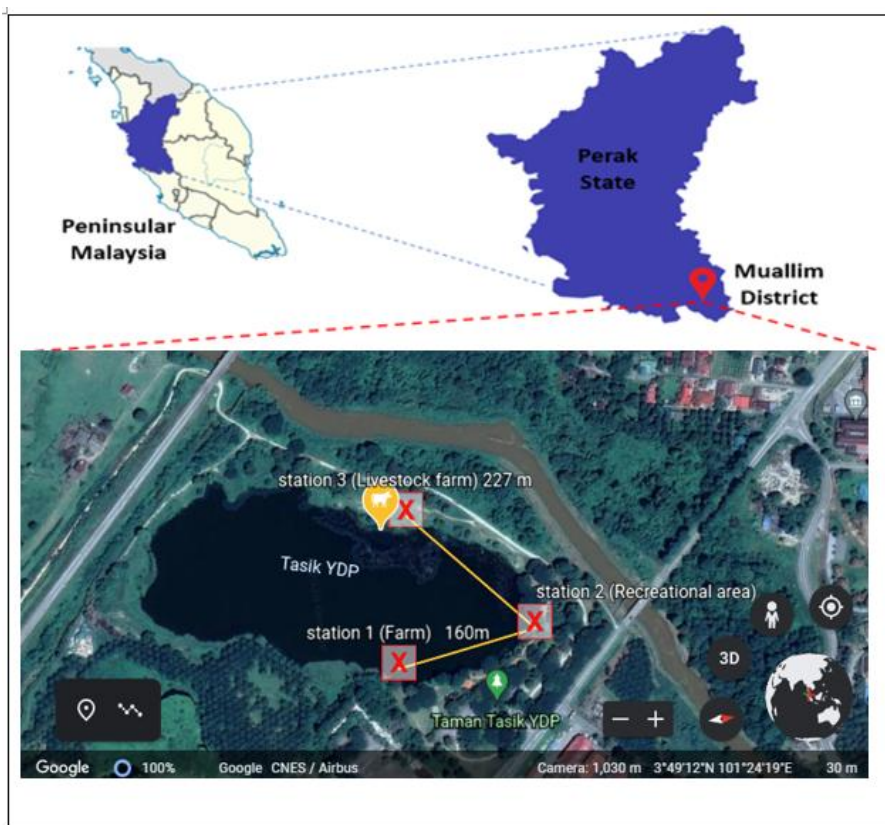 Peninsular
Malaysia
Perak
State
Muallim
District
station 3 (Livestock farm) 227 m
Tasik YDP
station 2 (Recreational area)
station 1 (Farm) 160m
X
X
X
Taman Tasik YDP
3D
− +
Google 100% Google CNES / Airbus Camera: 1,030 m 3°49'12"N 101°24'19"E 30 m